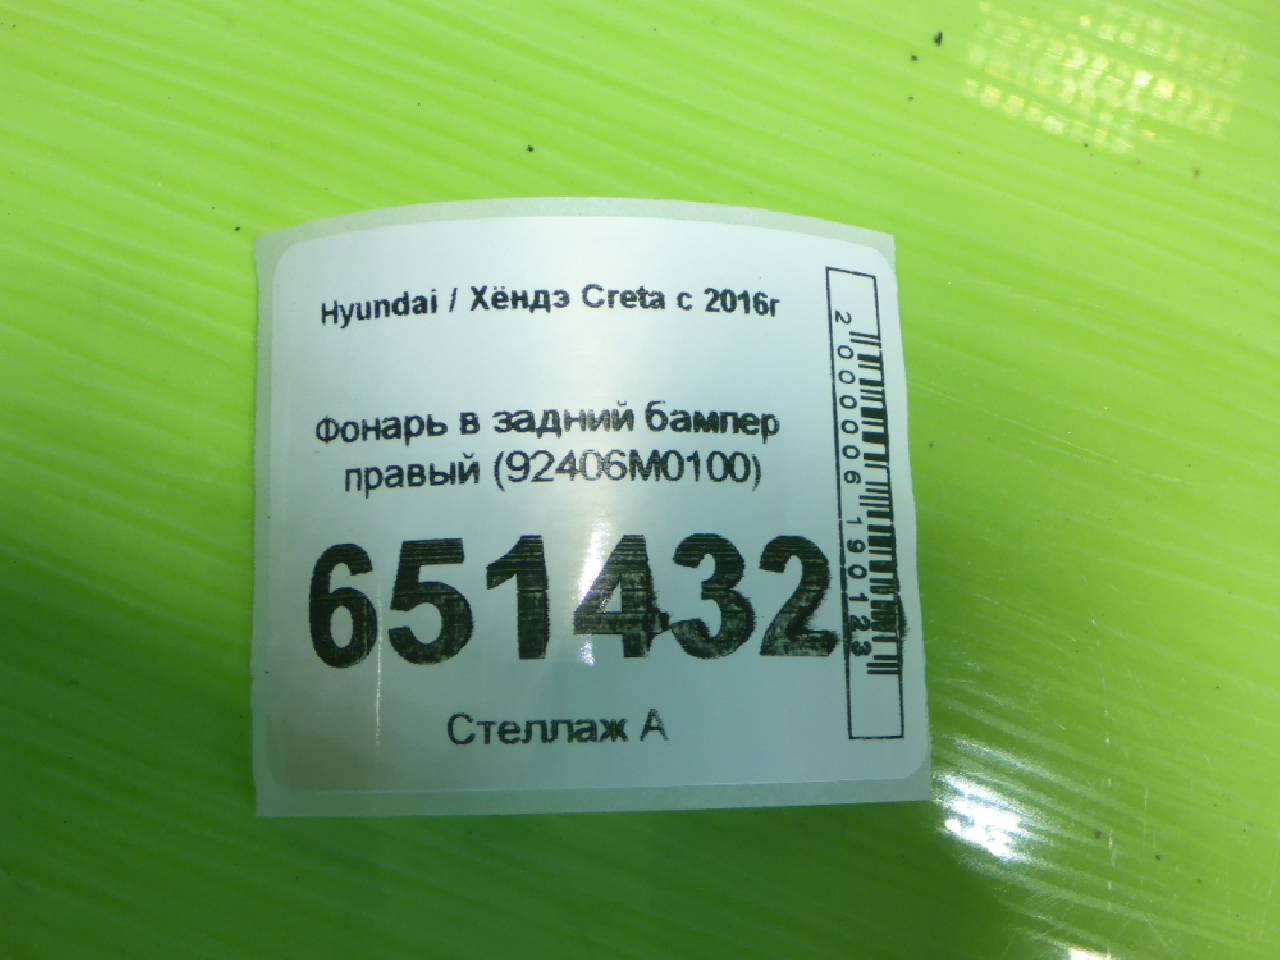 Hyundai / Хёндэ Creta с 2016г
Фонарь в задний бампер
правый (92406M0100)
651432
Стеллаж А
2000006190123